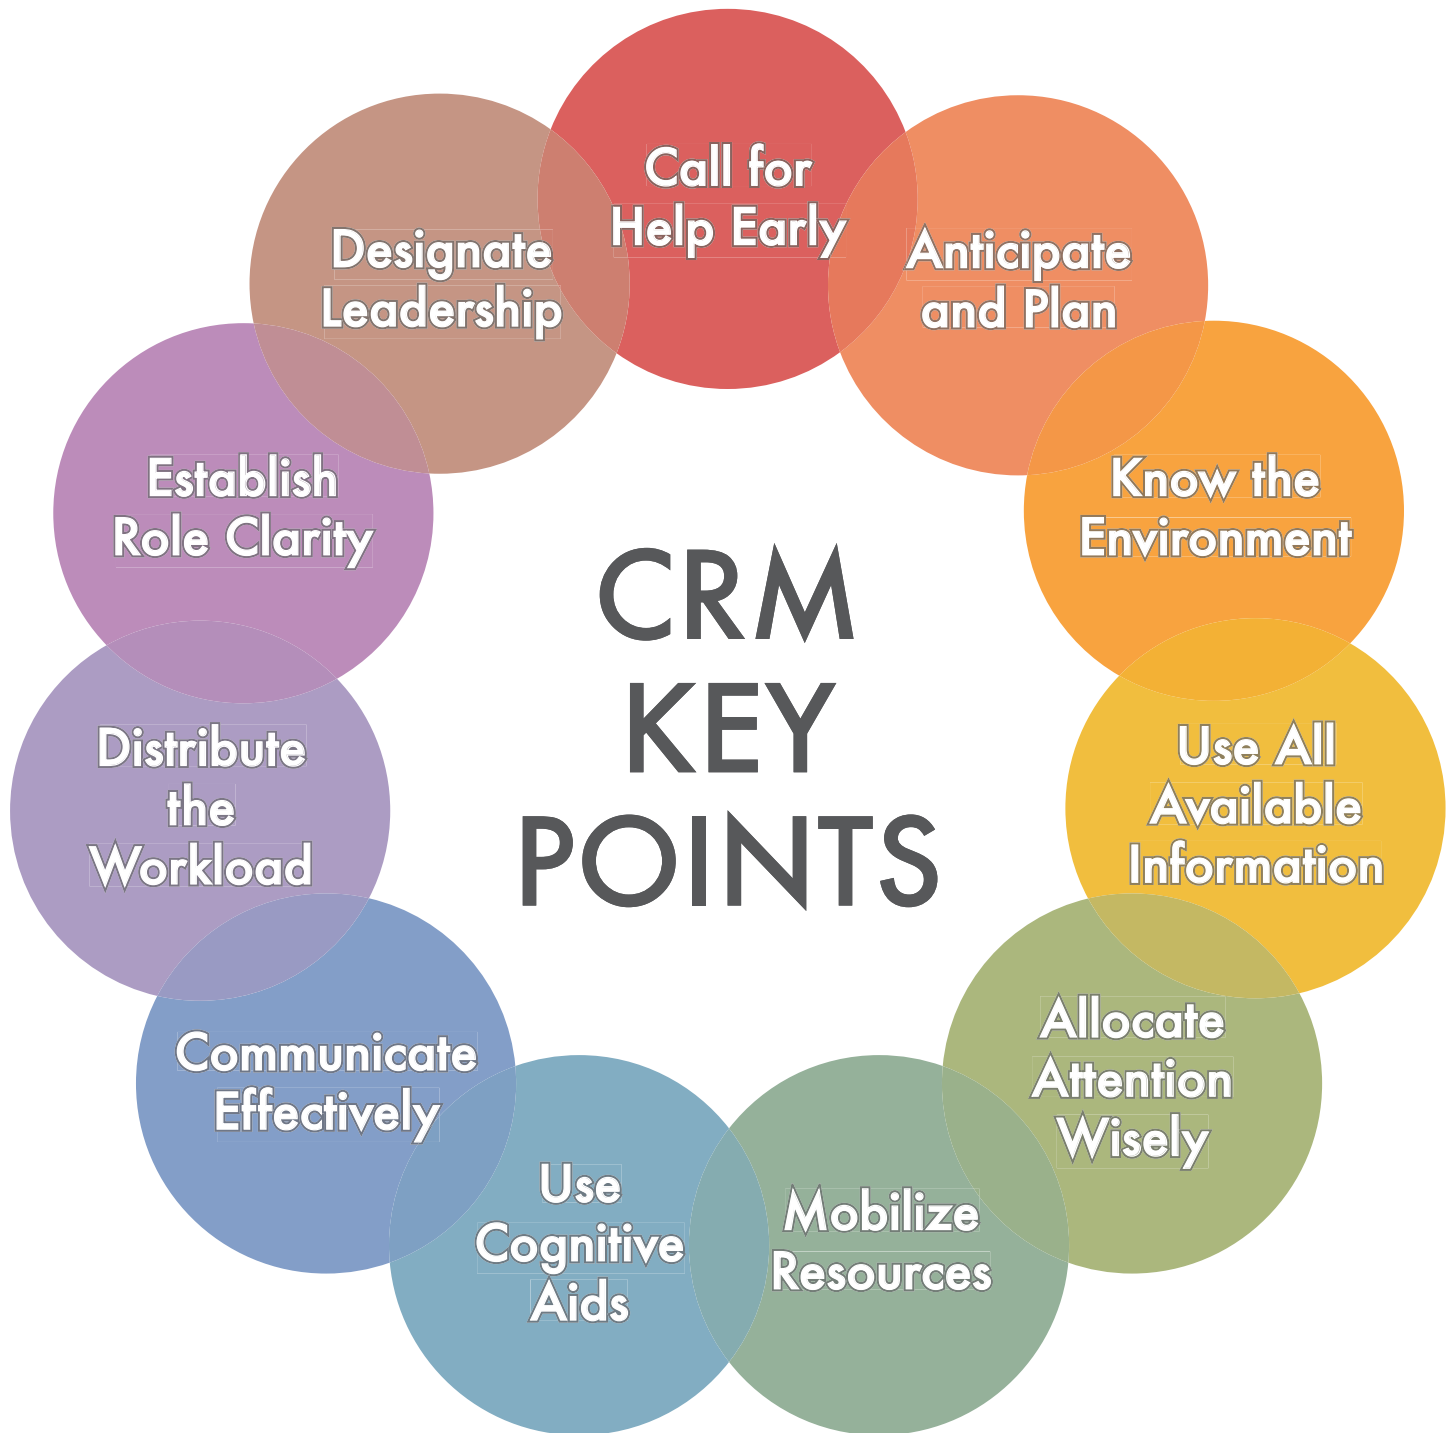 Call for
Help Early
Anticipate
and Plan
Know the
Environment
Use All
Available
Information
Allocate
Attention
Wisely
Mobilize
Resources
Use
Cognitive
Aids
Communicate
Effectively
Distribute
the
Workload
Establish
Role Clarity
Designate
Leadership
CRM
KEY
POINTS